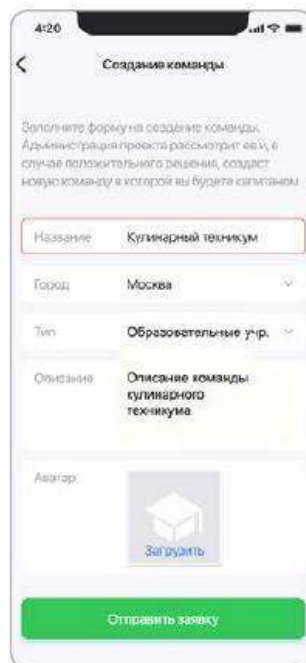 4:20
Создание команды
Заполните форму на создание команды.
Администрация проекта рассмотрит её и, в
случае положительного решения, создаст
новую команду в которой вы будете капитаном
Название Кулинарный техникум
Город Москва
Тип Образовательные учр.
Описание Описание команды
кулинарного
техникума
Аватар
Загрузить
Отправить заявку